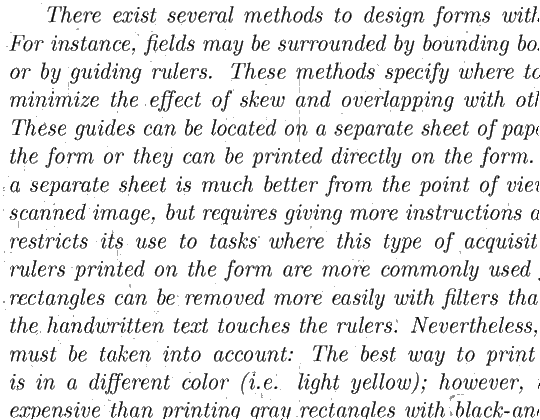 There exist several methods to design forms with
For instance, fields may be surrounded by bounding bo
or by guiding rulers. These methods specify where to
minimize the effect of skew and overlapping with oth
These guides can be located on a separate sheet of pape
the form or they can be printed directly on the form.
a separate sheet is much better from the point of view
scanned image, but requires giving more instructions a
restricts its use to tasks where this type of acquisit
rulers printed on the form are more commonly used
rectangles can be removed more easily with filters tha
the handwritten text touches the rulers. Nevertheless,
must be taken into account: The best way to print
is in a different color (i.e. light yellow); however,
expensive than printing gray rectangles with black-and